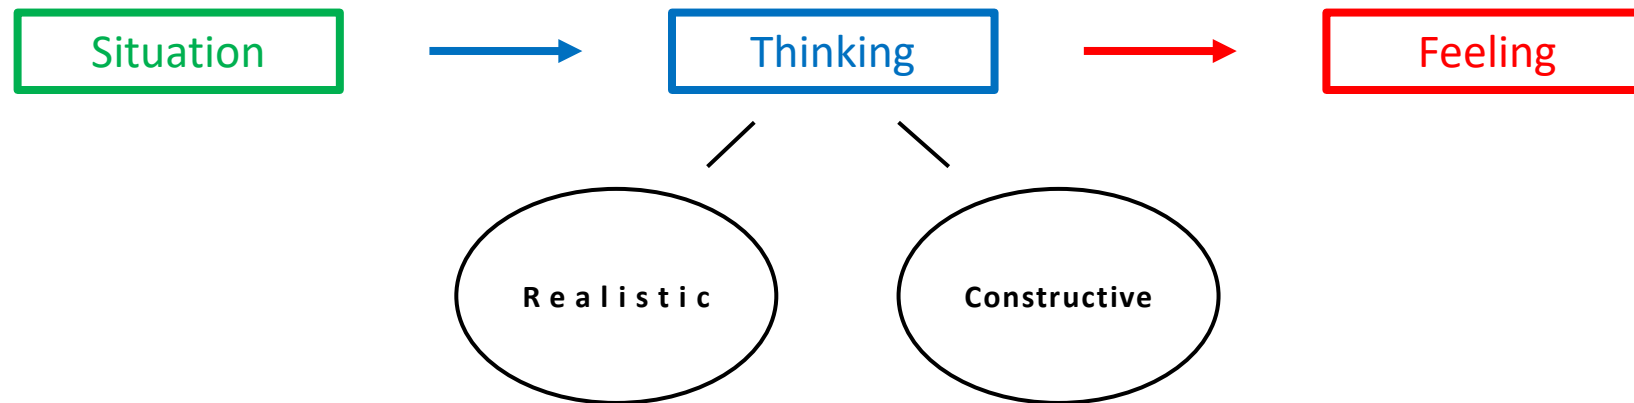 Situation
Thinking
Feeling
Realistic
Constructive